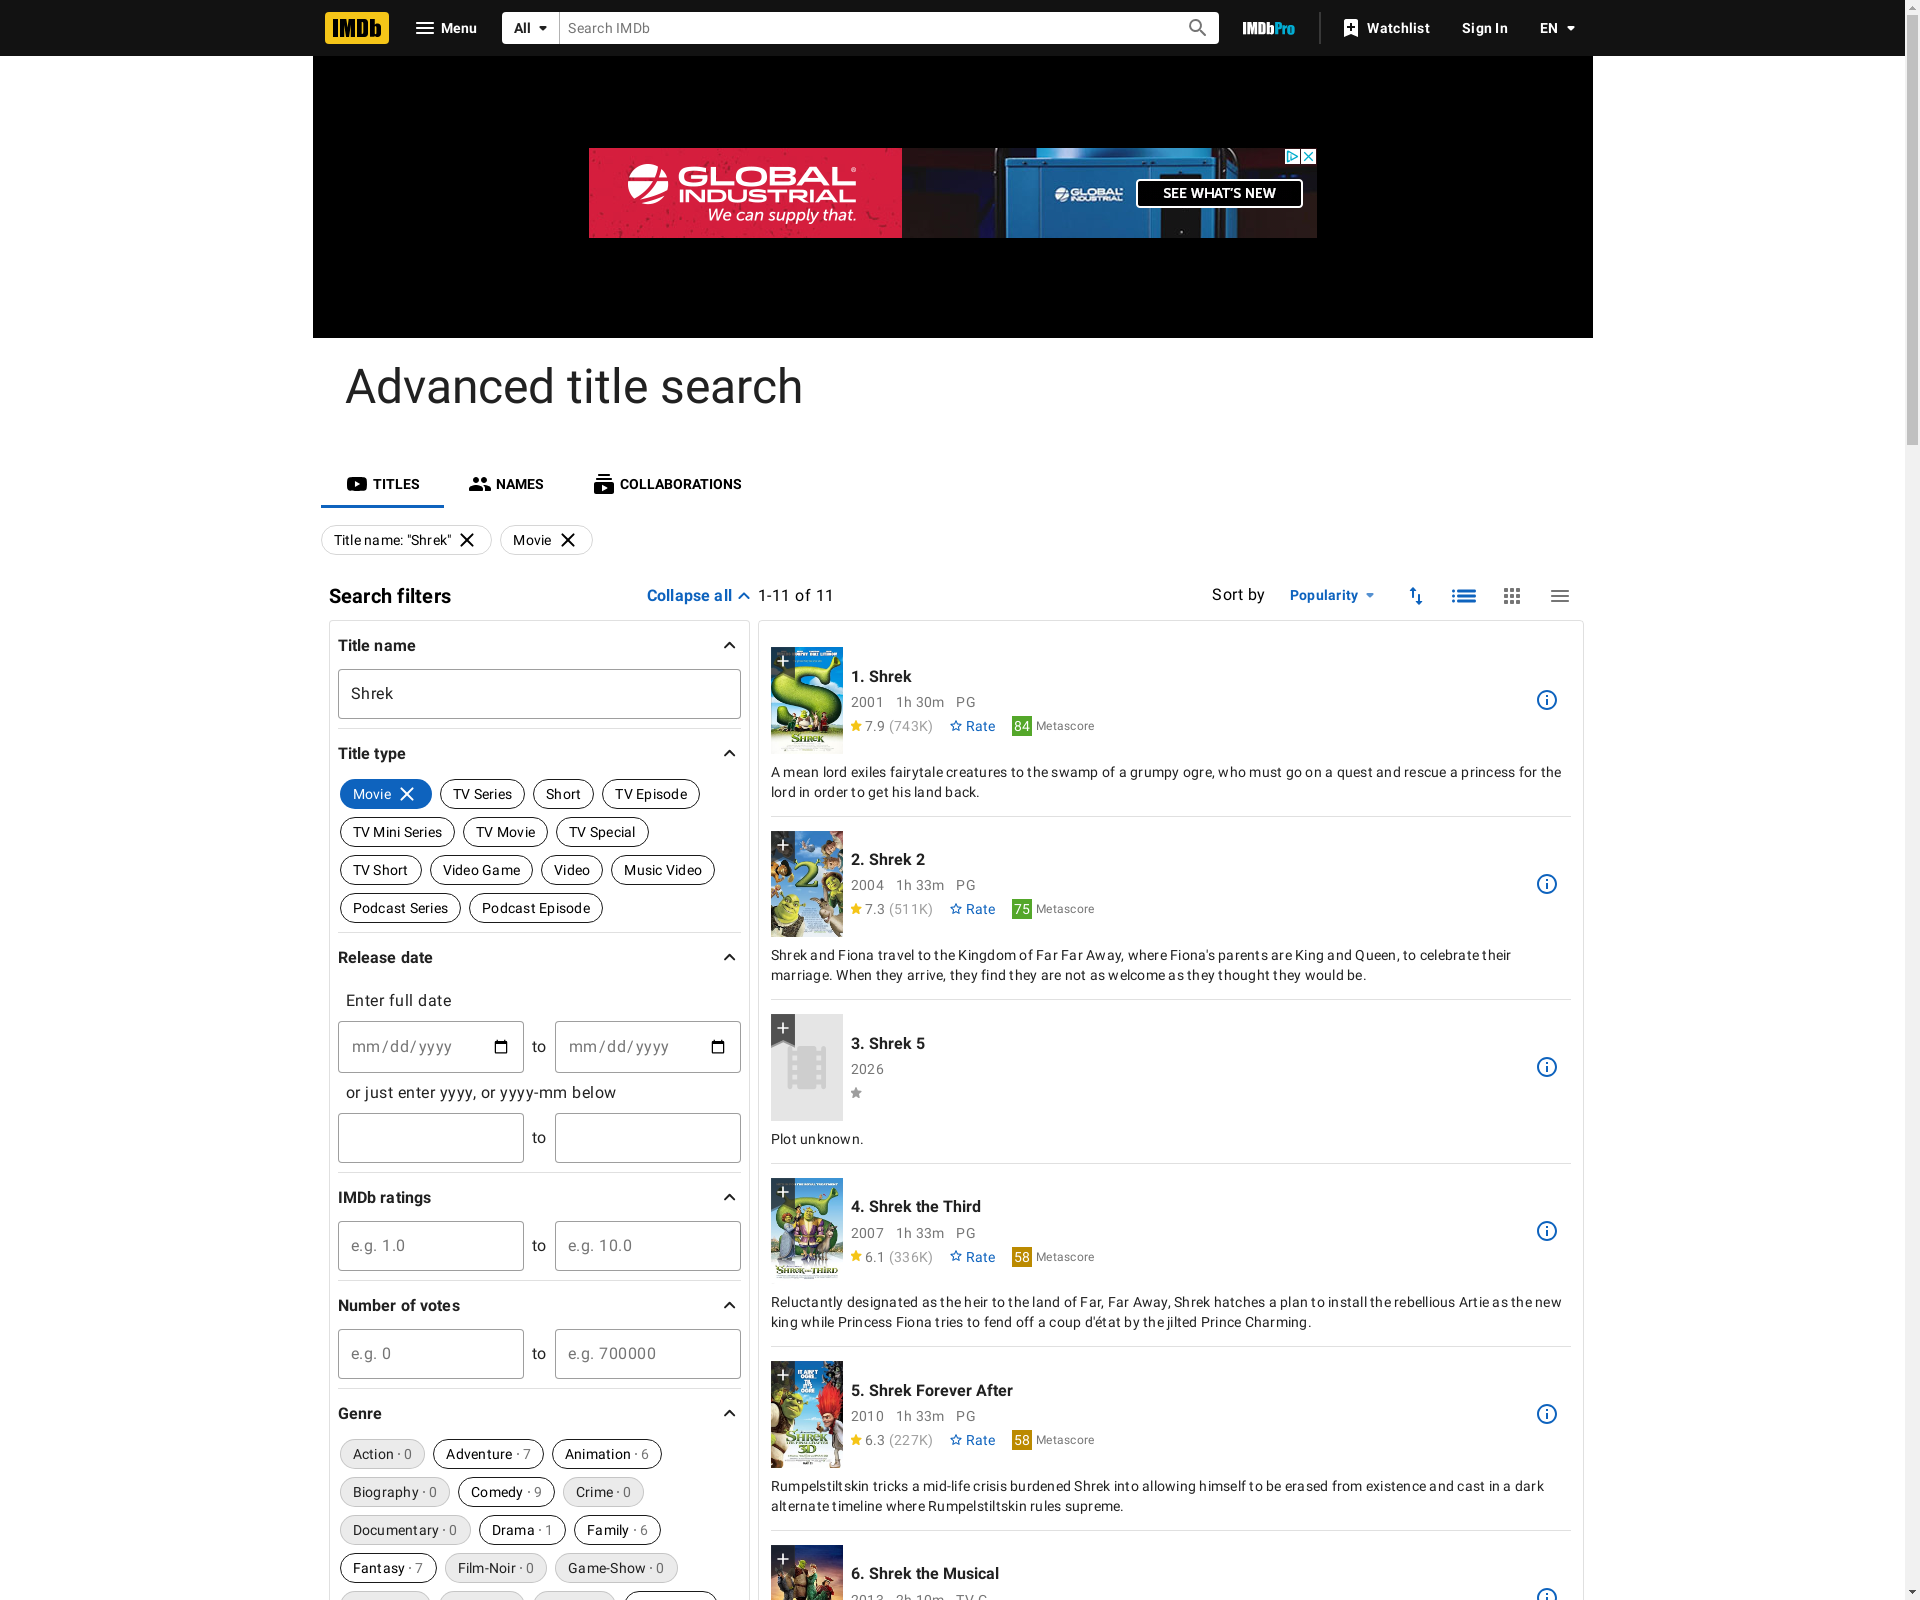 IMDb
Menu
All
Search IMDb
IMDbPro
Watchlist
Sign In
EN
GLOBAL
INDUSTRIAL
We can supply that.
GLOBAL
INDUSTRIAL
SEE WHAT'S NEW
Advanced title search
TITLES
NAMES
COLLABORATIONS
Title name: "Shrek"
Movie
Search filters
Collapse all
1-11 of 11
Sort by
Popularity
Title name
Shrek
Title type
Movie
TV Series
Short
TV Episode
TV Mini Series
TV Movie
TV Special
TV Short
Video Game
Video
Music Video
Podcast Series
Podcast Episode
Release date
Enter full date
mm/dd/yyyy
to
mm/dd/yyyy
or just enter yyyy, or yyyy-mm below
to
IMDb ratings
e.g. 1.0
to
e.g. 10.0
Number of votes
e.g. 0
to
e.g. 700000
Genre
Action · 0
Adventure · 7
Animation · 6
Biography · 0
Comedy · 9
Crime · 0
Documentary · 0
Drama · 1
Family · 6
Fantasy · 7
Film-Noir · 0
Game-Show · 0
SHREK
1. Shrek
2001 1h 30m PG
7.9 (743K) Rate 84 Metascore
A mean lord exiles fairytale creatures to the swamp of a grumpy ogre, who must go on a quest and rescue a princess for the
lord in order to get his land back.
2
2. Shrek 2
2004 1h 33m PG
7.3 (511K) Rate 75 Metascore
Shrek and Fiona travel to the Kingdom of Far Far Away, where Fiona's parents are King and Queen, to celebrate their
marriage. When they arrive, they find they are not as welcome as they thought they would be.
3. Shrek 5
2026
Plot unknown.
SHREK THE THIRD
4. Shrek the Third
2007 1h 33m PG
6.1 (336K) Rate 58 Metascore
Reluctantly designated as the heir to the land of Far, Far Away, Shrek hatches a plan to install the rebellious Artie as the new
king while Princess Fiona tries to fend off a coup d'état by the jilted Prince Charming.
IT AIN'T
OGRE
SHREK
3D
5. Shrek Forever After
2010 1h 33m PG
6.3 (227K) Rate 58 Metascore
Rumpelstiltskin tricks a mid-life crisis burdened Shrek into allowing himself to be erased from existence and cast in a dark
alternate timeline where Rumpelstiltskin rules supreme.
6. Shrek the Musical
2013 2h 10m TV-G